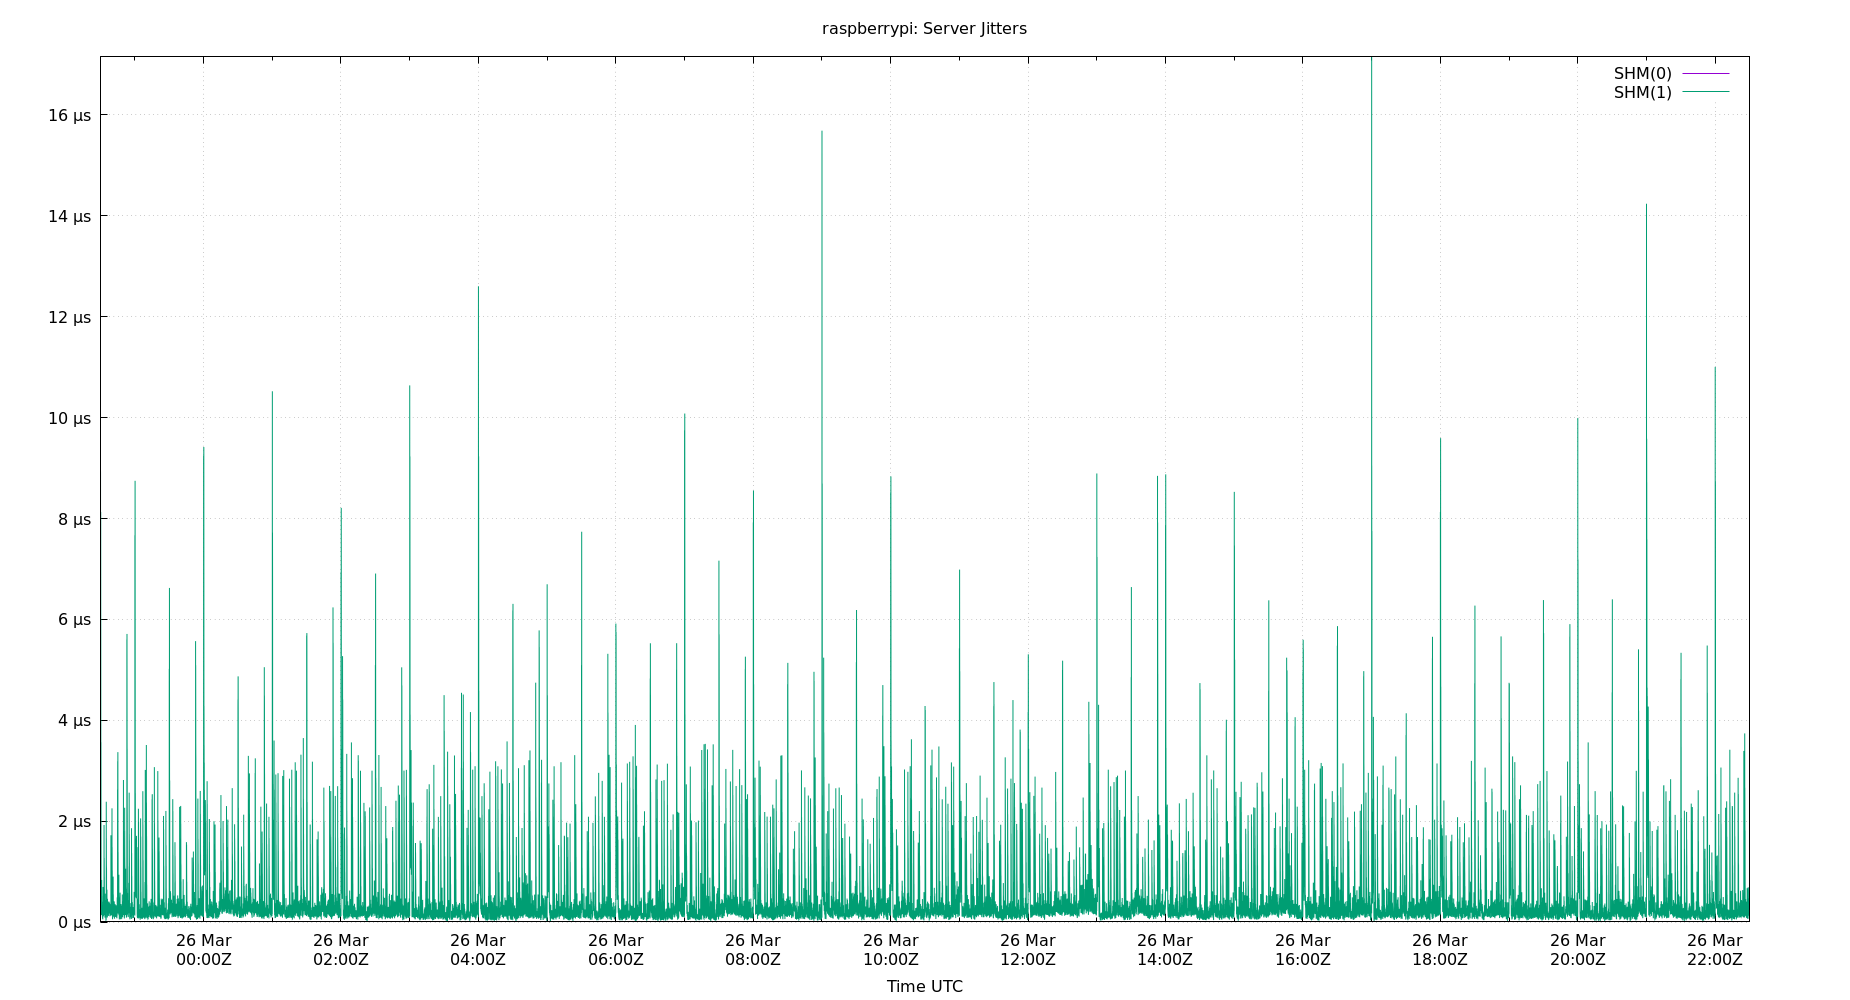 raspberrypi: Server Jitters
SHM(0)
SHM(1)
16 µs
14 µs
12 µs
10 µs
8 µs
6 µs
4 µs
2 µs
0 µs
26 Mar 26 Mar 26 Mar 26 Mar 26 Mar 26 Mar 26 Mar 26 Mar 26 Mar 26 Mar 26 Mar 26 Mar
00:00Z 02:00Z 04:00Z 06:00Z 08:00Z 10:00Z 12:00Z 14:00Z 16:00Z 18:00Z 20:00Z 22:00Z
Time UTC